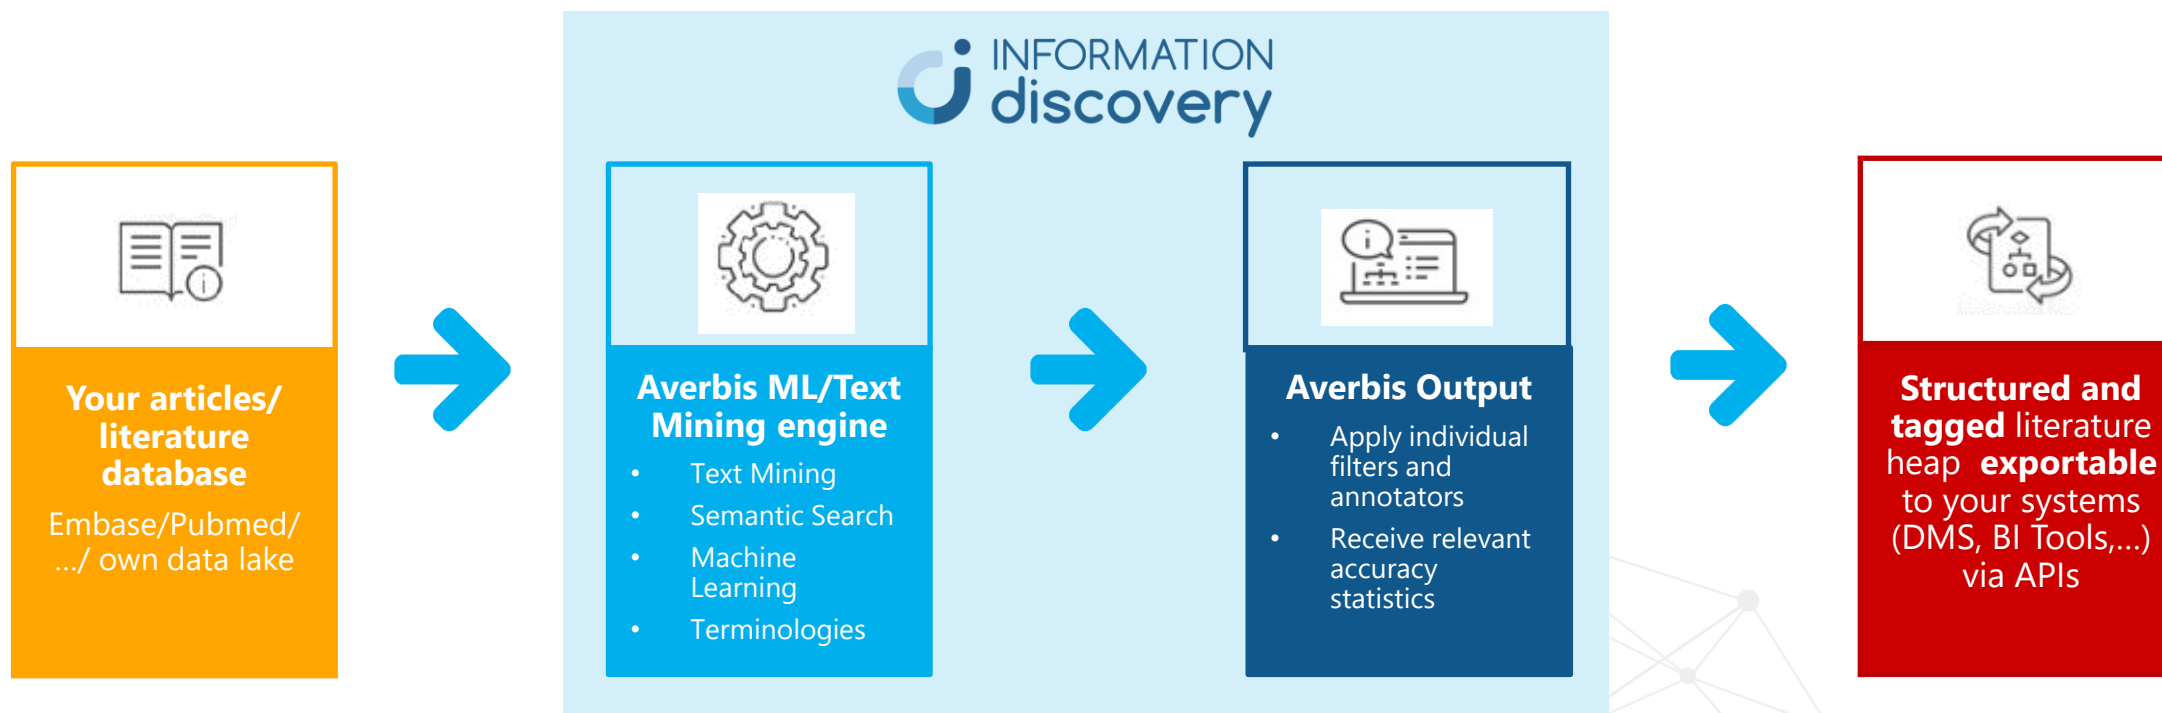 INFORMATION
discovery
Your articles/
literature
database
Embase/Pubmed/
.../ own data lake
Averbis ML/Text
Mining engine
• Text Mining
• Semantic Search
• Machine
Learning
• Terminologies
Averbis Output
• Apply individual
filters and
annotators
• Receive relevant
accuracy
statistics
Structured and
tagged literature
heap exportable
to your systems
(DMS, BI Tools,...)
via APIs